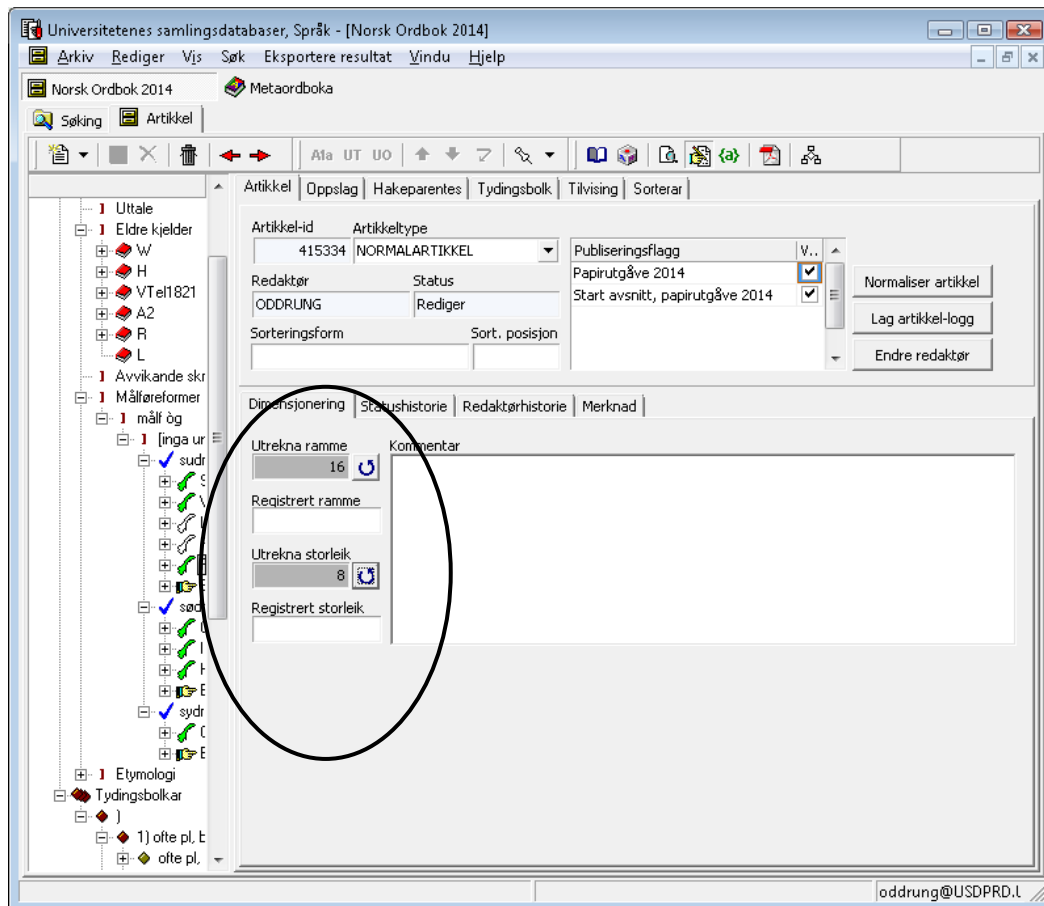 Universitetenes samlingsdatabaser, Språk - [Norsk Ordbok 2014]
Arkiv Rediger Vis Søk Eksportere resultat Vindu Hjelp
Norsk Ordbok 2014 Metaordboka
Søking Artikkel
A1a UT UO {a}
Artikkel Oppslag Hakeparentes Tydingsbolk Tilvising Sorterar
Artikkel-id Artikkeltype
415334 NORMALARTIKKEL
Redaktør Status
ODDRUNG Rediger
Sorteringsform Sort. posisjon
Publiseringsflagg V..
Papirutgåve 2014
Start avsnitt, papirutgåve 2014
Normaliser artikkel
Lag artikkel-logg
Endre redaktør
Dimensjonering Statushistorie Redaktørhistorie Merknad
Utrekna ramme Kommentar
16
Registrert ramme
Utrekna storleik
8
Registrert storleik
Uttale
Eldre kjelder
W
H
VTel1821
A2
R
L
Avvikande skr
Målføreformer
målf òg
[inga ur
sudr
sød
sydr
Etymologi
Tydingsbolkar
)
1) ofte pl, b
ofte pl,
oddrung@USDPRD.